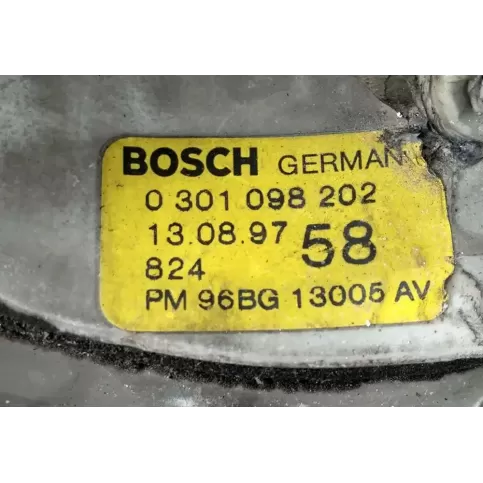 BOSCH GERMAN
0 301 098 202
13.08.97 58
824
PM 96BG 13005 AV